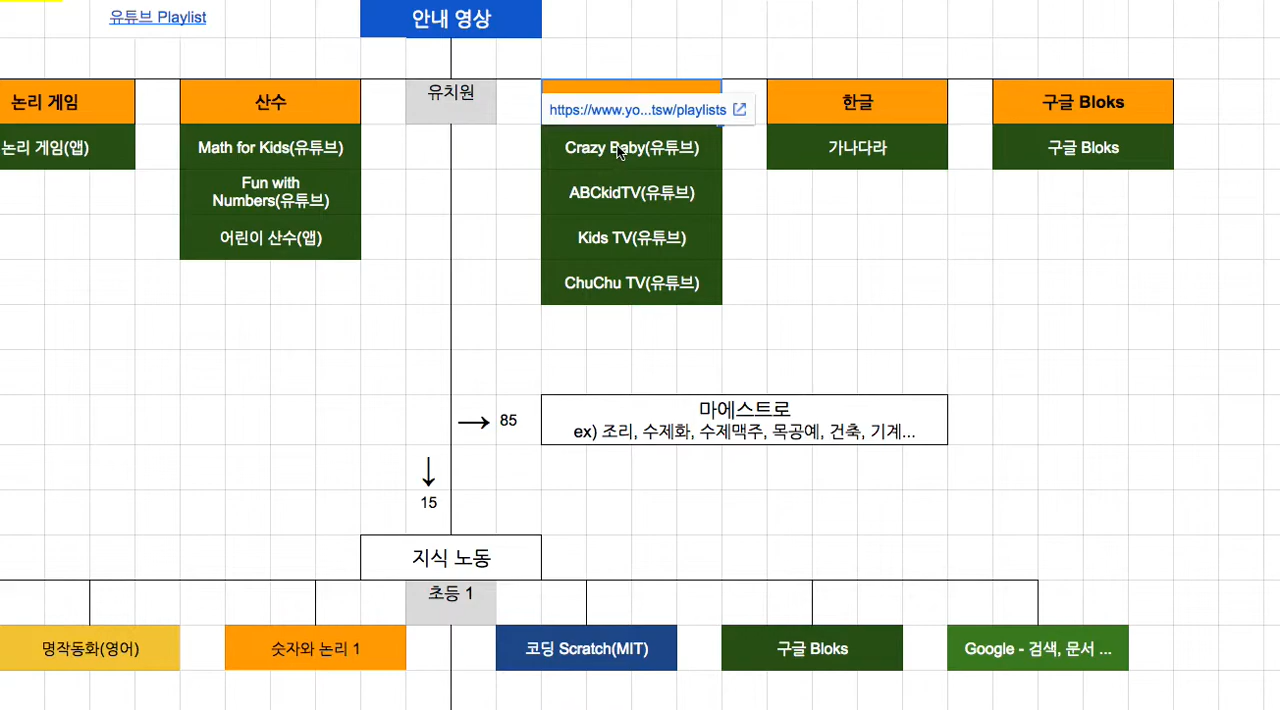 유튜브 Playlist
안내 영상
논리 게임
산수
유치원
https://www.yo...tsw/playlists
한글
구글 Bloks
논리 게임(앱)
Math for Kids(유튜브)
Crazy Baby(유튜브)
가나다라
구글 Bloks
Fun with
Numbers(유튜브)
ABCkidTV(유튜브)
어린이 산수(앱)
Kids TV(유튜브)
ChuChu TV(유튜브)
→ 85
마에스트로
ex) 조리, 수제화, 수제맥주, 목공예, 건축, 기계...
↓
15
지식 노동
초등 1
명작동화(영어)
숫자와 논리 1
코딩 Scratch(MIT)
구글 Bloks
Google - 검색, 문서 ...